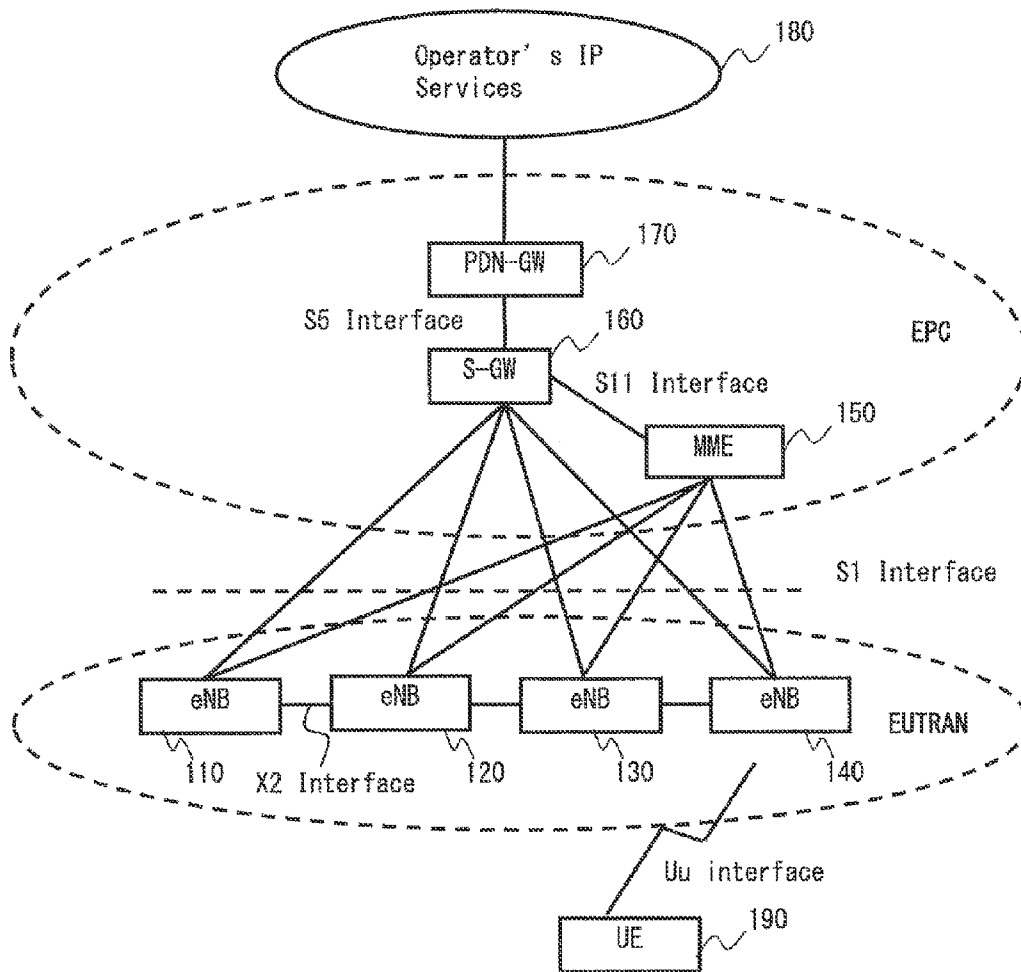 180
Operator's IP
Services
170
PDN-GW
S5 Interface
160
EPC
S-GW
S11 Interface
150
MME
S1 Interface
eNB
eNB
eNB
eNB
EUTRAN
110
X2 Interface
120
130
140
Uu interface
190
UE